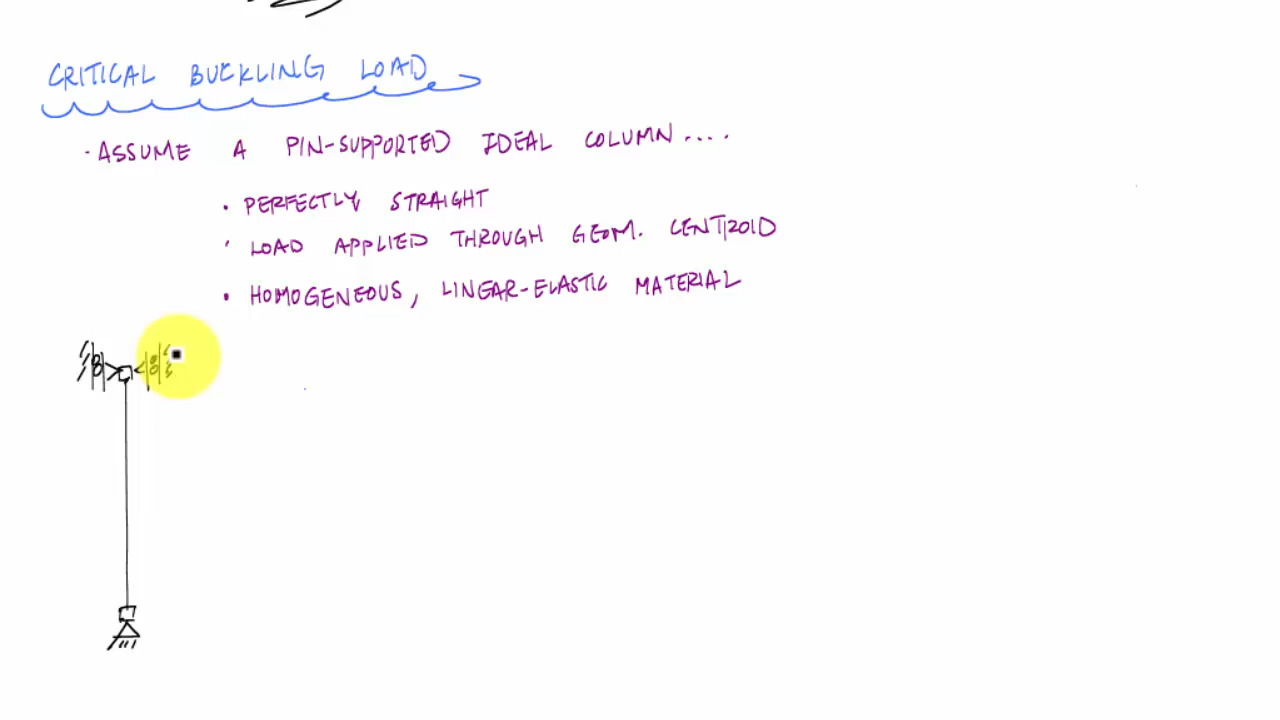 CRITICAL BUCKLING LOAD
· ASSUME A PIN-SUPPORTED IDEAL COLUMN....
· PERFECTLY STRAIGHT
· LOAD APPLIED THROUGH GEOM. CENTROID
· HOMOGENEOUS, LINEAR-ELASTIC MATERIAL